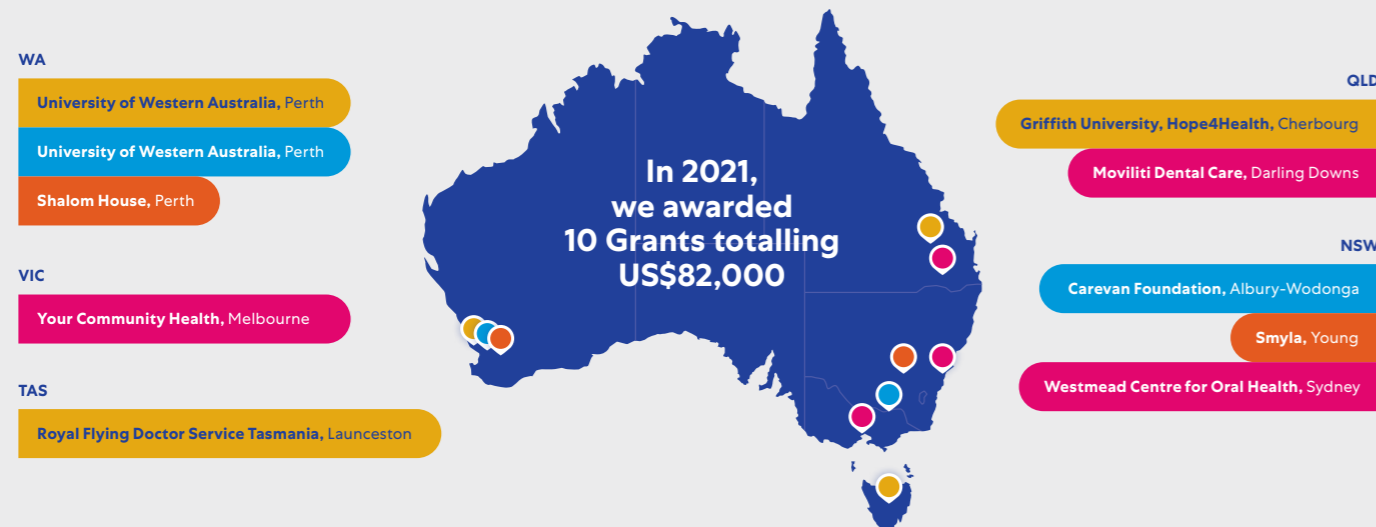 WA
University of Western Australia, Perth
University of Western Australia, Perth
Shalom House, Perth
VIC
Your Community Health, Melbourne
TAS
Royal Flying Doctor Service Tasmania, Launceston
In 2021,
we awarded
10 Grants totalling
US$82,000
QLD
Griffith University, Hope4Health, Cherbourg
Moviliti Dental Care, Darling Downs
NSW
Carevan Foundation, Albury-Wodonga
Smyla, Young
Westmead Centre for Oral Health, Sydney